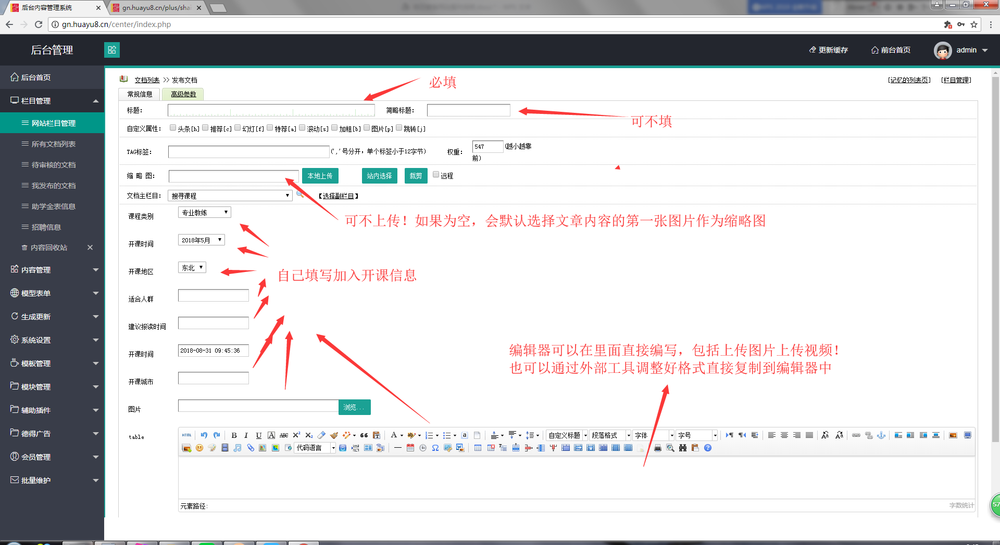 后台内容管理系统
gn.huayu8.cn/plus/shai
gn.huayu8.cn/center/index.php
后台管理
更新缓存
前台首页
admin
后台首页
栏目管理
网站栏目管理
所有文档列表
待审核的文档
我发布的文档
助学金表信息
招聘信息
内容回收站
内容管理
模型表单
生成更新
系统设置
模板管理
模块管理
辅助插件
德得广告
会员管理
批量维护
文档列表 >> 发布文档
[记忆的列表页] [栏目管理]
常规信息 高级参数
必填
标题： 简略标题：
可不填
自定义属性： 头条[h] 推荐[c] 幻灯[f] 特荐[a] 滚动[s] 加粗[b] 图片[p] 跳转[j]
TAG标签： (','号分开，单个标签小于12字节) 权重： 547 (越小越靠
前)
缩 略 图： 本地上传 站内选择 裁剪 远程
文档主栏目： 搜寻课程 【选择副栏目】
课程类别 专业教练
可不上传！如果为空，会默认选择文章内容的第一张图片作为缩略图
开课时间 2018年5月
开课地区 东北
自己填写加入开课信息
适合人群
建议报读时间
开课时间 2018-08-31 09:45:36
编辑器可以在里面直接编写，包括上传图片上传视频！
也可以通过外部工具调整好格式直接复制到编辑器中
开课城市
图片 浏览...
table
HTML B I U A ABC X² X₂ A ab 自定义标题 段落格式 字体 字号
代码语言
元素路径:
字数统计
57